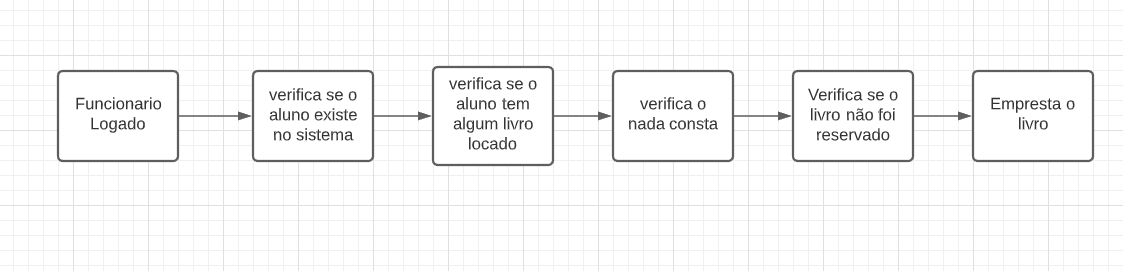 Funcionario
Logado
verifica se o
aluno existe
no sistema
verifica se o
aluno tem
algum livro
locado
verifica o
nada consta
Verifica se o
livro não foi
reservado
Empresta o
livro